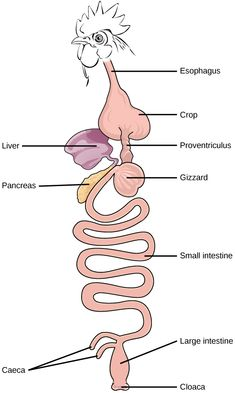 Esophagus
Crop
Liver
Proventriculus
Pancreas
Gizzard
Small intestine
Large intestine
Caeca
Cloaca